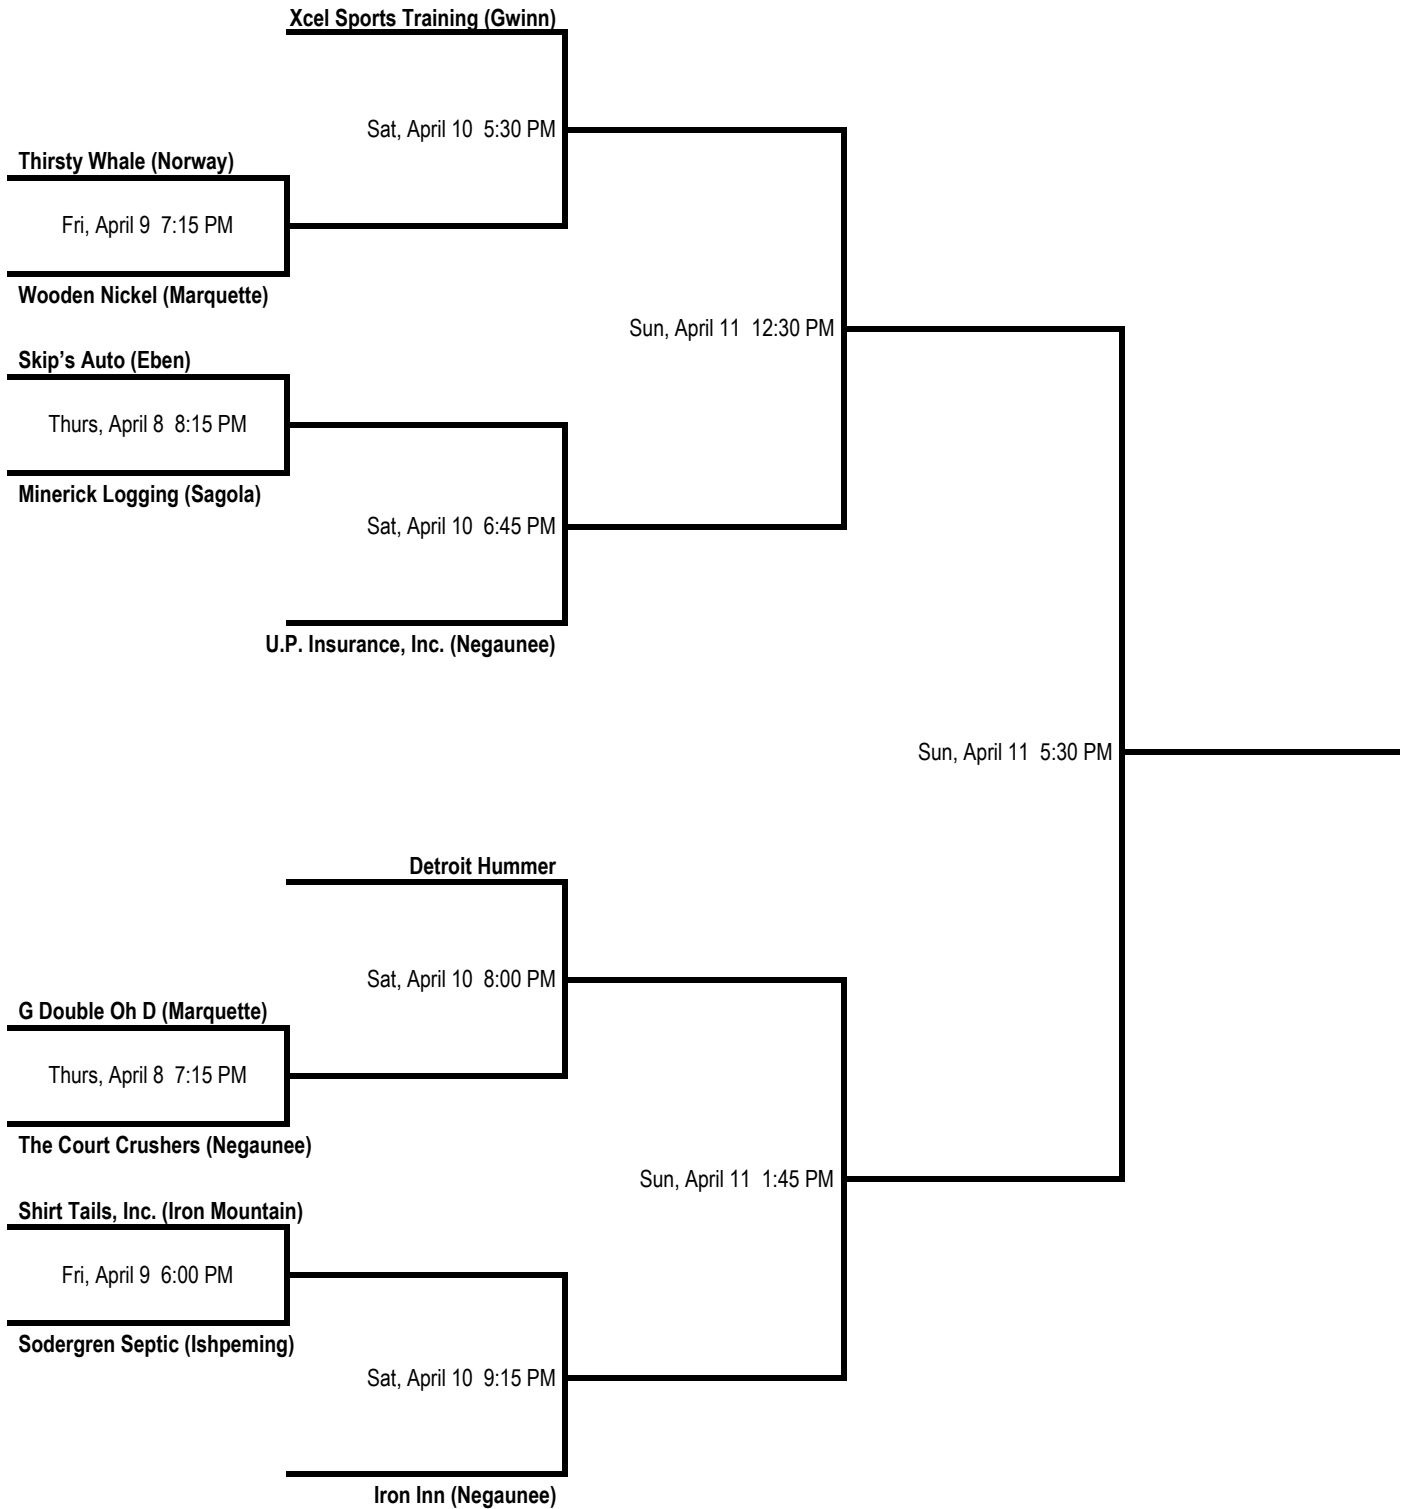 Xcel Sports Training (Gwinn)
Sat, April 10  5:30 PM
Thirsty Whale (Norway)
Fri, April 9  7:15 PM
Wooden Nickel (Marquette)
Sun, April 11  12:30 PM
Skip's Auto (Eben)
Thurs, April 8  8:15 PM
Minerick Logging (Sagola)
Sat, April 10  6:45 PM
U.P. Insurance, Inc. (Negaunee)
Sun, April 11  5:30 PM
Detroit Hummer
Sat, April 10  8:00 PM
G Double Oh D (Marquette)
Thurs, April 8  7:15 PM
The Court Crushers (Negaunee)
Sun, April 11  1:45 PM
Shirt Tails, Inc. (Iron Mountain)
Fri, April 9  6:00 PM
Sodergren Septic (Ishpeming)
Sat, April 10  9:15 PM
Iron Inn (Negaunee)